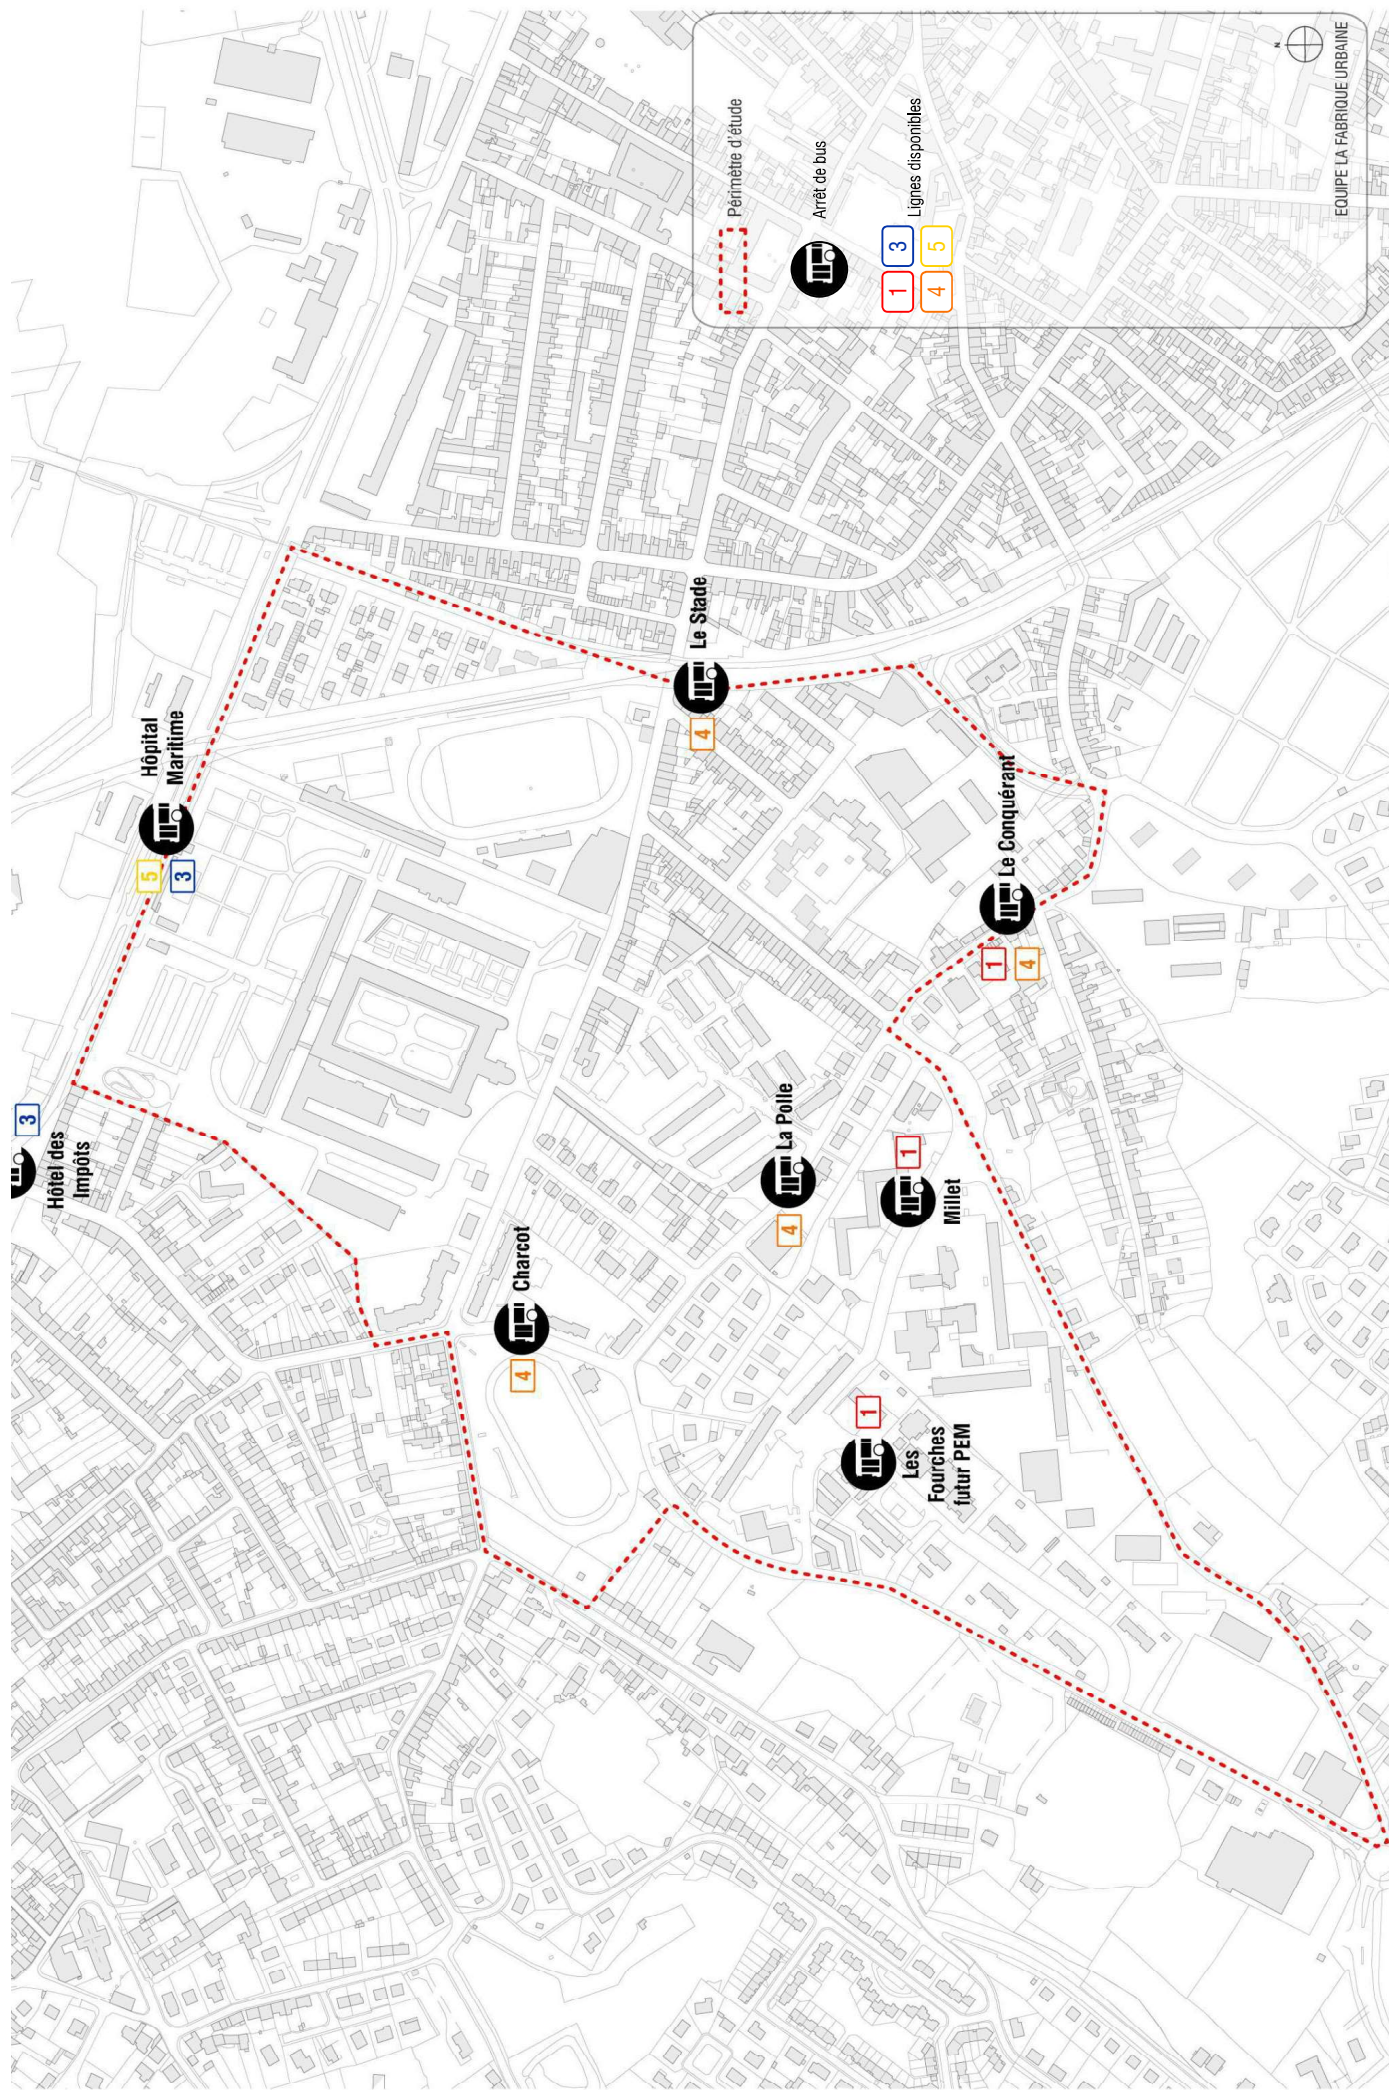 Hôtel des
Impôts
3
Hôpital
Maritime
5
3
Charcot
4
Le Stade
4
La Polle
4
Millet
1
Les
Fourches
futur PEM
1
Le Conquérant
1
4
Périmètre d'étude
Arrêt de bus
Lignes disponibles
1
3
4
5
N
EQUIPE LA FABRIQUE URBAINE